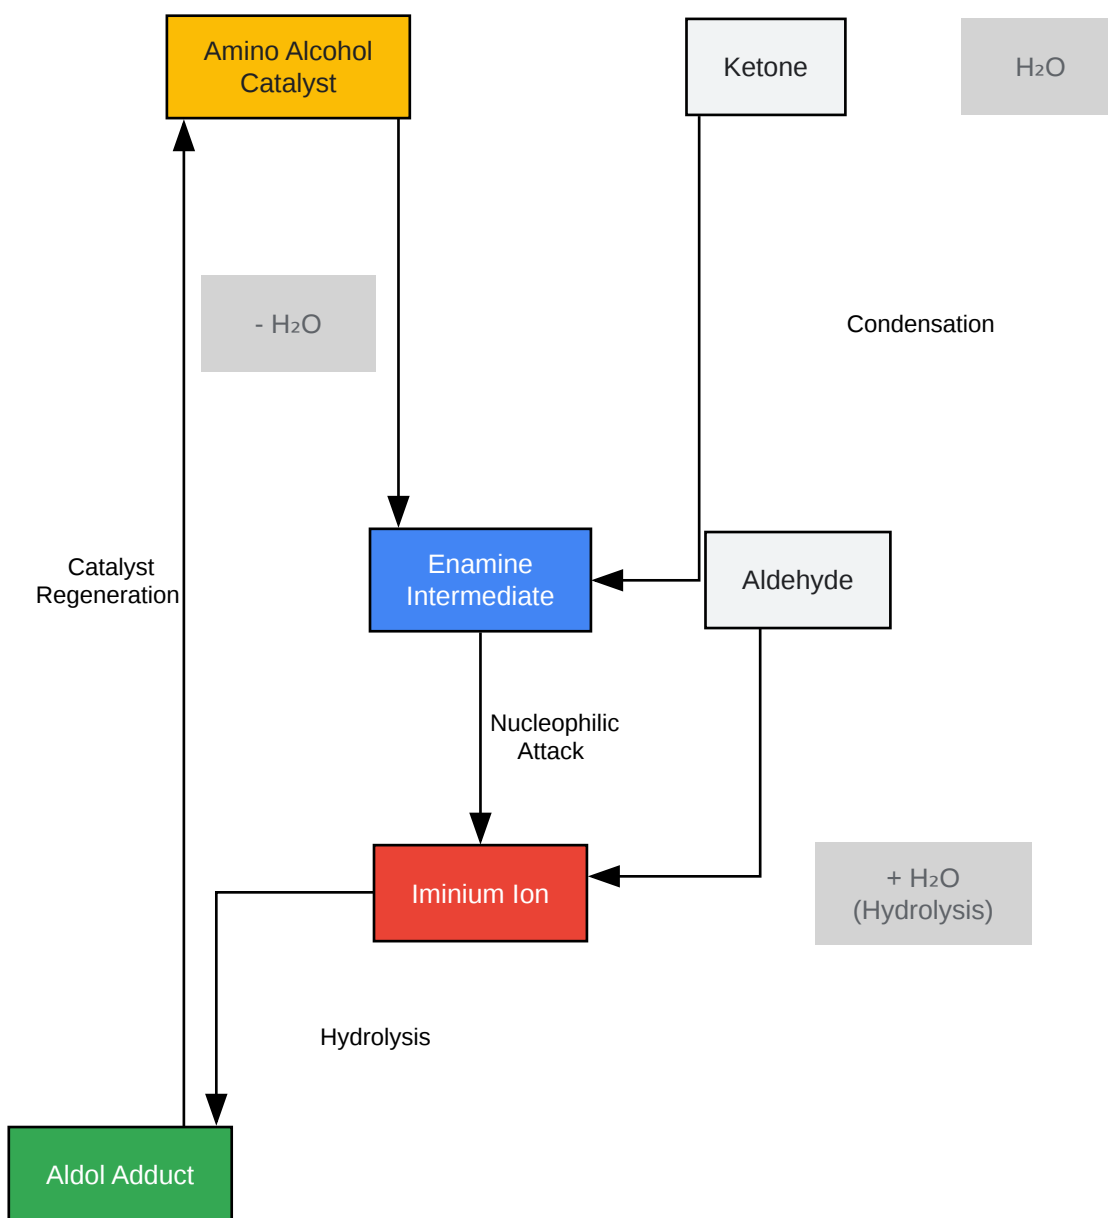 Amino Alcohol
Catalyst
Ketone
H₂O
- H₂O
Condensation
Enamine
Intermediate
Aldehyde
Catalyst
Regeneration
Nucleophilic
Attack
Iminium Ion
+ H₂O
(Hydrolysis)
Hydrolysis
Aldol Adduct